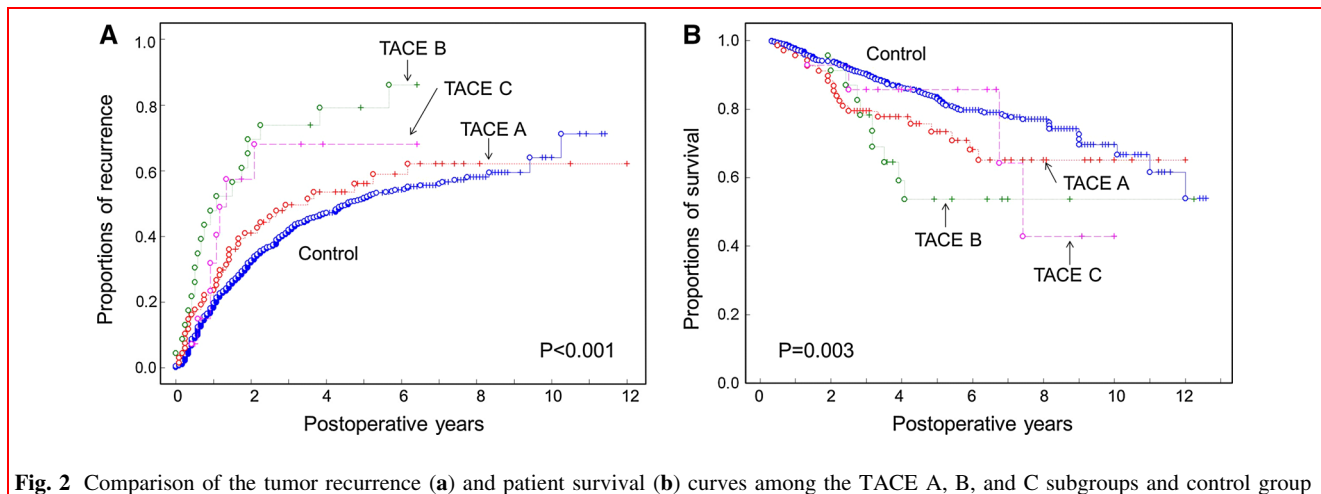 A
1.0
0.8
0.6
0.4
0.2
0.0
Proportions of recurrence
TACE B
TACE C
TACE A
Control
P<0.001
0 2 4 6 8 10 12
Postoperative years
B
1.0
0.8
0.6
0.4
0.2
0.0
Proportions of survival
Control
TACE A
TACE B
TACE C
P=0.003
0 2 4 6 8 10 12
Postoperative years
Fig. 2 Comparison of the tumor recurrence (a) and patient survival (b) curves among the TACE A, B, and C subgroups and control group